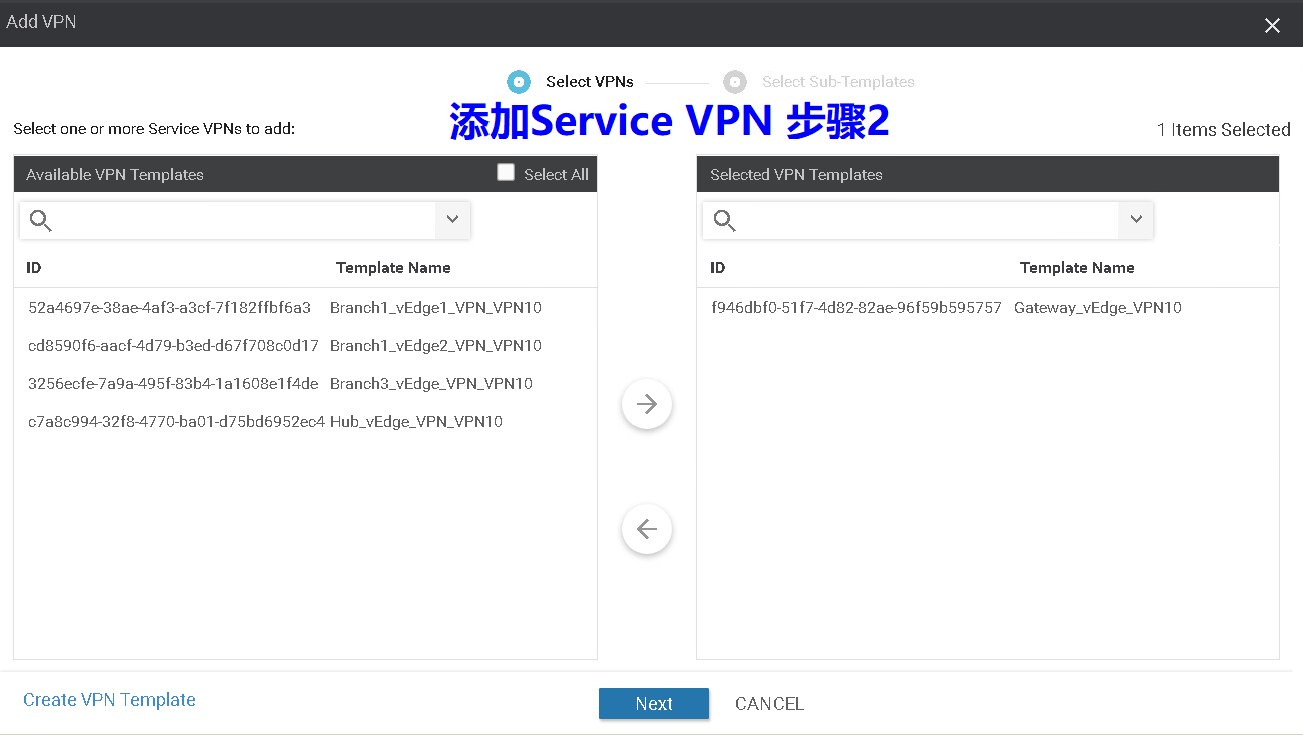 Add VPN
Select VPNs
Select Sub-Templates
添加Service VPN 步骤2
Select one or more Service VPNs to add:
1 Items Selected
Available VPN Templates
Select All
ID Template Name
52a4697e-38ae-4af3-a3cf-7f182ffbf6a3 Branch1_vEdge1_VPN_VPN10
cd8590f6-aacf-4d79-b3ed-d67f708c0d17 Branch1_vEdge2_VPN_VPN10
3256ecfe-7a9a-495f-83b4-1a1608e1f4de Branch3_vEdge_VPN_VPN10
c7a8c994-32f8-4770-ba01-d75bd6952ec4 Hub_vEdge_VPN_VPN10
Selected VPN Templates
ID Template Name
f946dbf0-51f7-4d82-82ae-96f59b595757 Gateway_vEdge_VPN10
Create VPN Template
Next
CANCEL